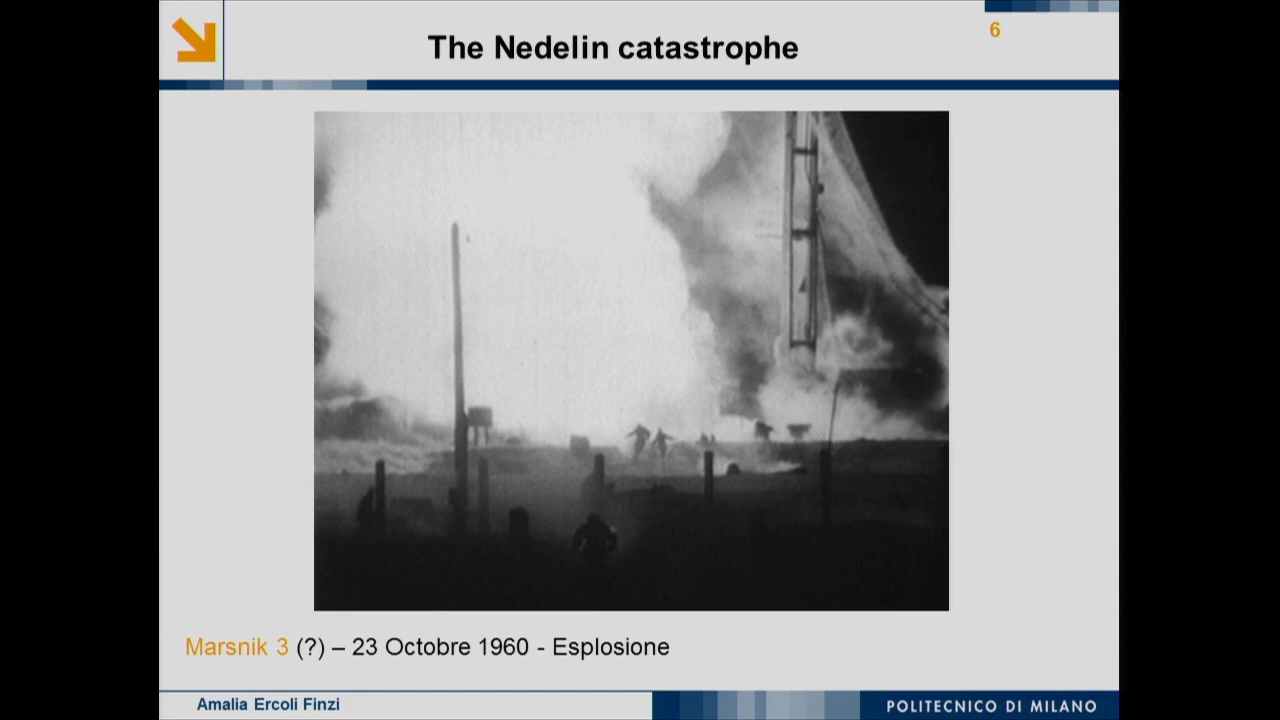 6
The Nedelin catastrophe
Marsnik 3 (?) – 23 Octobre 1960 - Esplosione
Amalia Ercoli Finzi
POLITECNICO DI MILANO